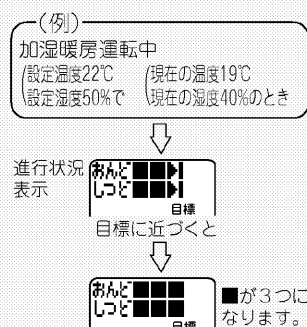 (例)
加湿暖房運転中
(設定温度22℃ (現在の温度19℃
設定湿度50%で 現在の湿度40%のとき
進行状況
表示
おんど■■▶|
しつど■■▶|
目標
目標に近づくと
おんど■■■
しつど■■■
目標
■が3つに
なります。